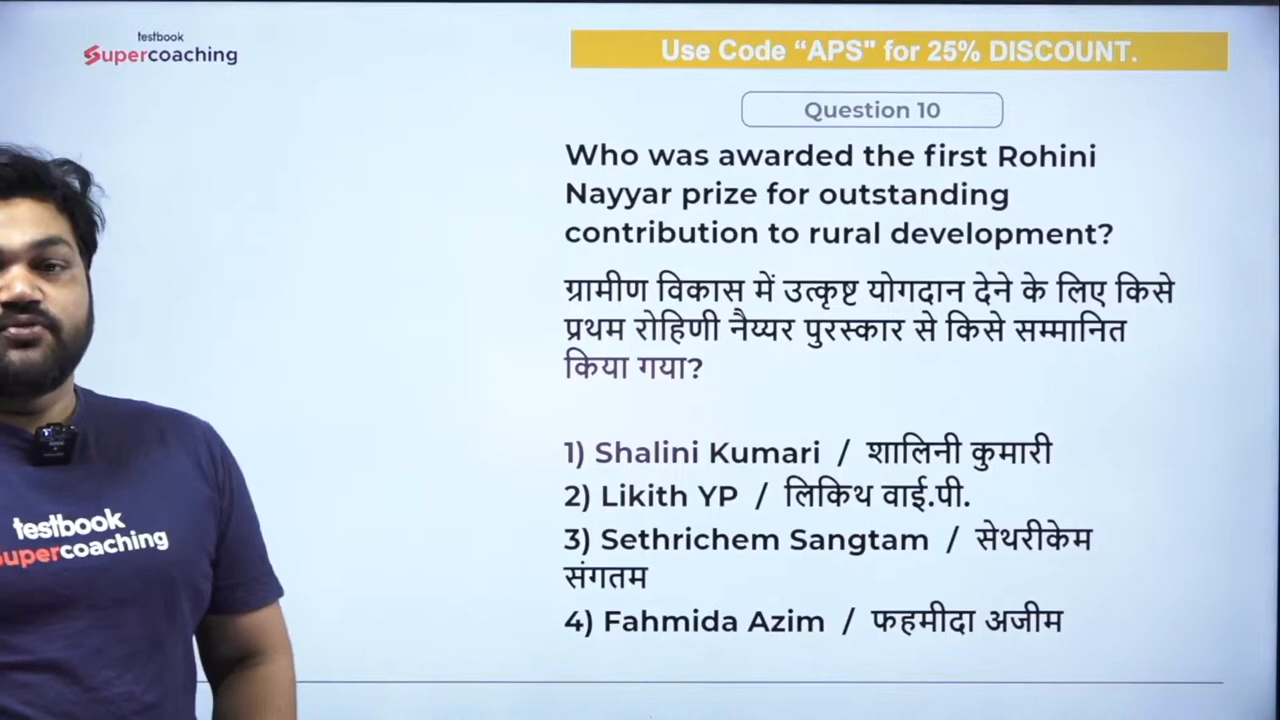 testbook
Supercoaching
Use Code “APS" for 25% DISCOUNT.
Question 10
Who was awarded the first Rohini
Nayyar prize for outstanding
contribution to rural development?
ग्रामीण विकास में उत्कृष्ट योगदान देने के लिए किसे
प्रथम रोहिणी नैय्यर पुरस्कार से किसे सम्मानित
किया गया?
1) Shalini Kumari / शालिनी कुमारी
2) Likith YP / लिकिथ वाई.पी.
3) Sethrichem Sangtam / सेथरीकेम
संगतम
4) Fahmida Azim / फहमीदा अजीम
testbook
Supercoaching